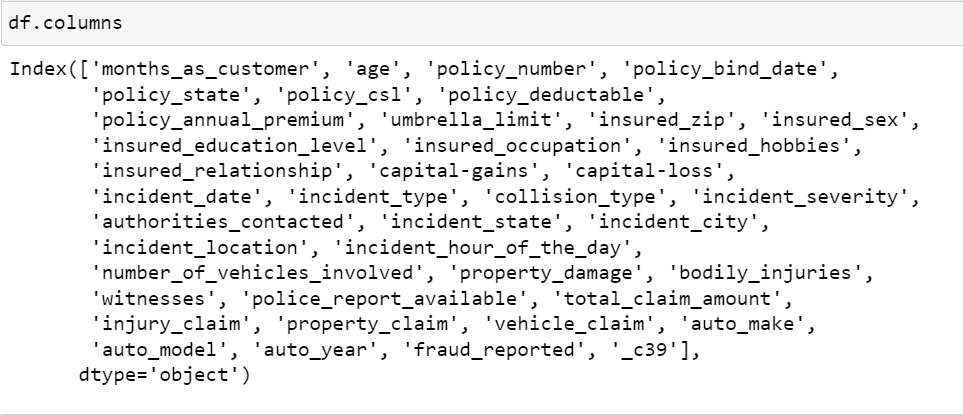 df.columns
Index(['months_as_customer', 'age', 'policy_number', 'policy_bind_date',
'policy_state', 'policy_csl', 'policy_deductable',
'policy_annual_premium', 'umbrella_limit', 'insured_zip', 'insured_sex',
'insured_education_level', 'insured_occupation', 'insured_hobbies',
'insured_relationship', 'capital-gains', 'capital-loss',
'incident_date', 'incident_type', 'collision_type', 'incident_severity',
'authorities_contacted', 'incident_state', 'incident_city',
'incident_location', 'incident_hour_of_the_day',
'number_of_vehicles_involved', 'property_damage', 'bodily_injuries',
'witnesses', 'police_report_available', 'total_claim_amount',
'injury_claim', 'property_claim', 'vehicle_claim', 'auto_make',
'auto_model', 'auto_year', 'fraud_reported', '_c39'],
dtype='object')